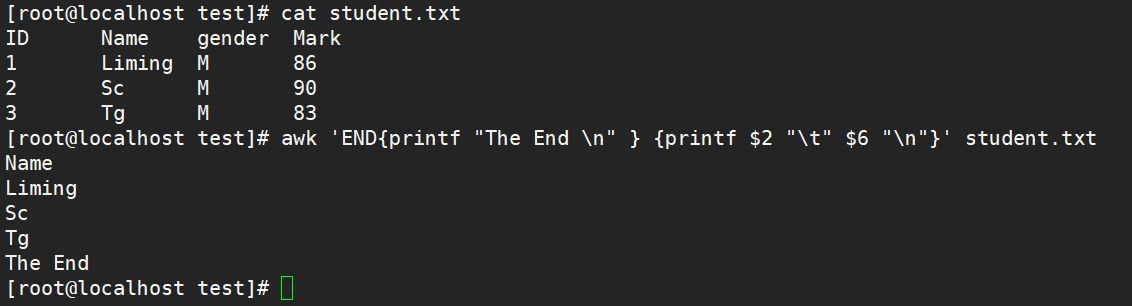 [root@localhost test]# cat student.txt
ID      Name    gender  Mark
1       Liming  M       86
2       Sc      M       90
3       Tg      M       83
[root@localhost test]# awk 'END{printf "The End \n" } {printf $2 "\t" $6 "\n"}' student.txt
Name
Liming
Sc
Tg
The End
[root@localhost test]#